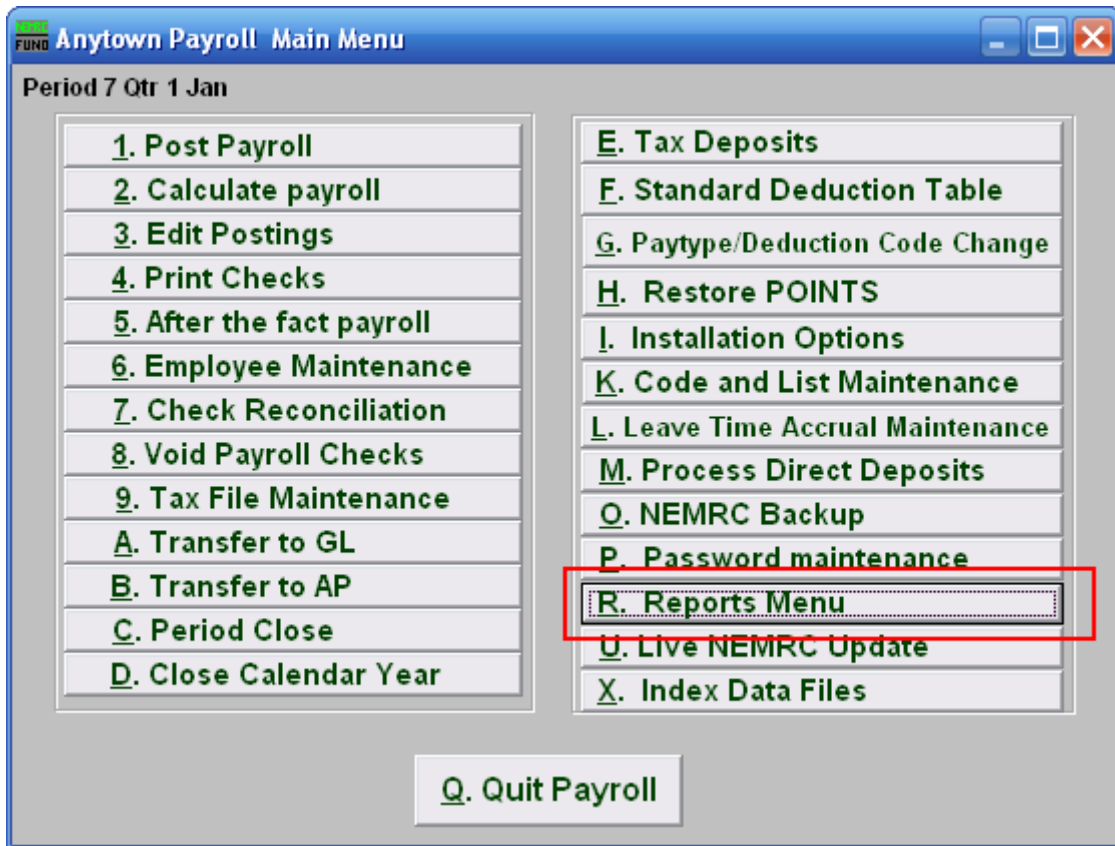 NEMRC
FUND Anytown Payroll Main Menu
Period 7 Qtr 1 Jan
1. Post Payroll
2. Calculate payroll
3. Edit Postings
4. Print Checks
5. After the fact payroll
6. Employee Maintenance
7. Check Reconciliation
8. Void Payroll Checks
9. Tax File Maintenance
A. Transfer to GL
B. Transfer to AP
C. Period Close
D. Close Calendar Year
E. Tax Deposits
F. Standard Deduction Table
G. Paytype/Deduction Code Change
H. Restore POINTS
I. Installation Options
K. Code and List Maintenance
L. Leave Time Accrual Maintenance
M. Process Direct Deposits
O. NEMRC Backup
P. Password maintenance
R. Reports Menu
U. Live NEMRC Update
X. Index Data Files
Q. Quit Payroll